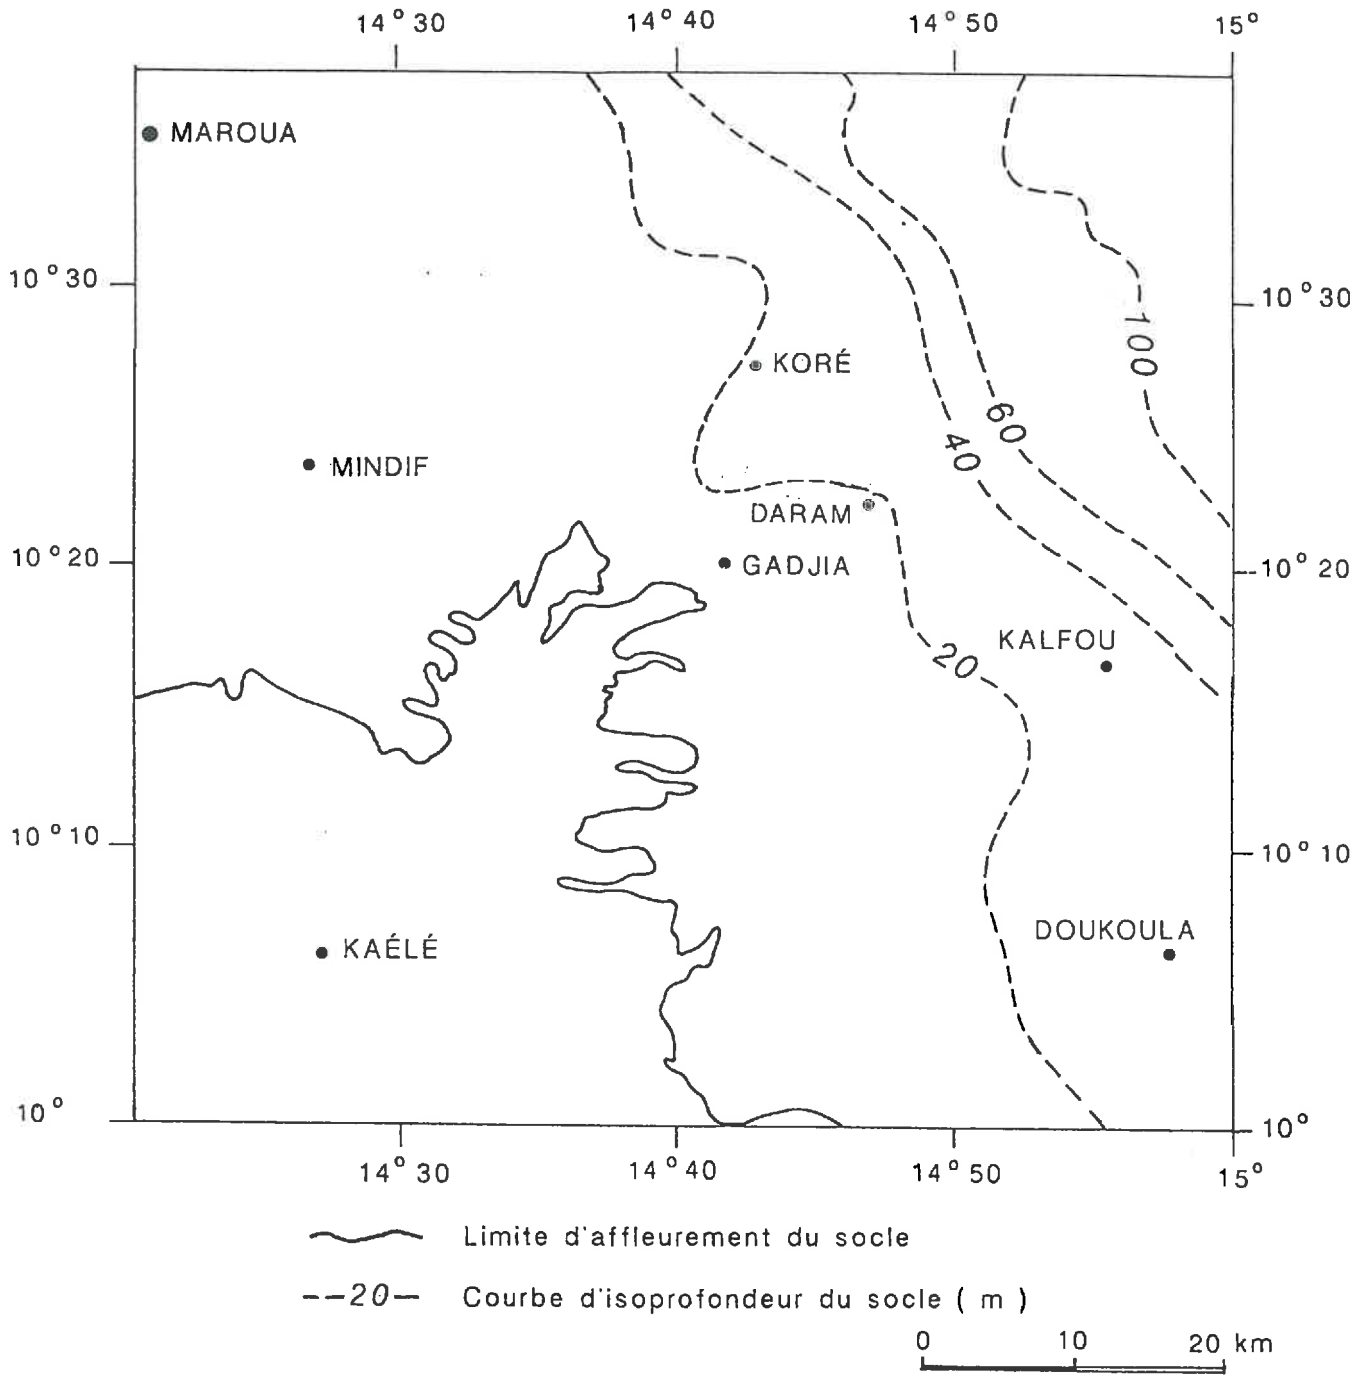 14°30 14°40 14°50 15°
MAROUA
10°30 10°30
100
KORÉ
60
40
MINDIF
DARAM
10°20 GADJIA 10°20
KALFOU
20
10°10 10°10
DOUKOULA
KAÉLÉ
10° 10°
14°30 14°40 14°50 15°
Limite d'affleurement du socle
--20— Courbe d'isoprofondeur du socle ( m )
0 10 20 km